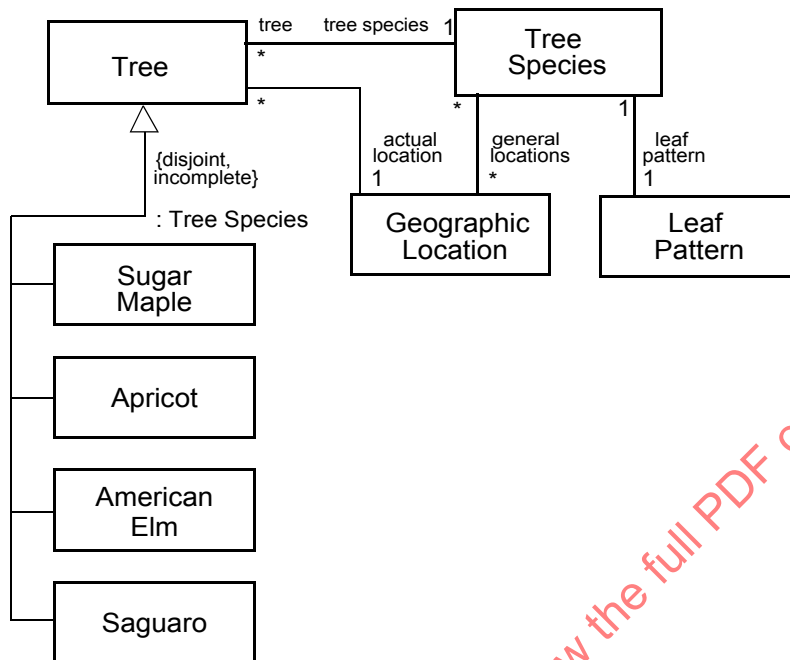 tree tree species 1
Tree
*
*
Tree
Species
*
1
{disjoint,
incomplete}
: Tree Species
actual
location
1
general
locations
*
leaf
pattern
1
Geographic
Location
Leaf
Pattern
Sugar
Maple
Apricot
American
Elm
Saguaro
w the full PDF